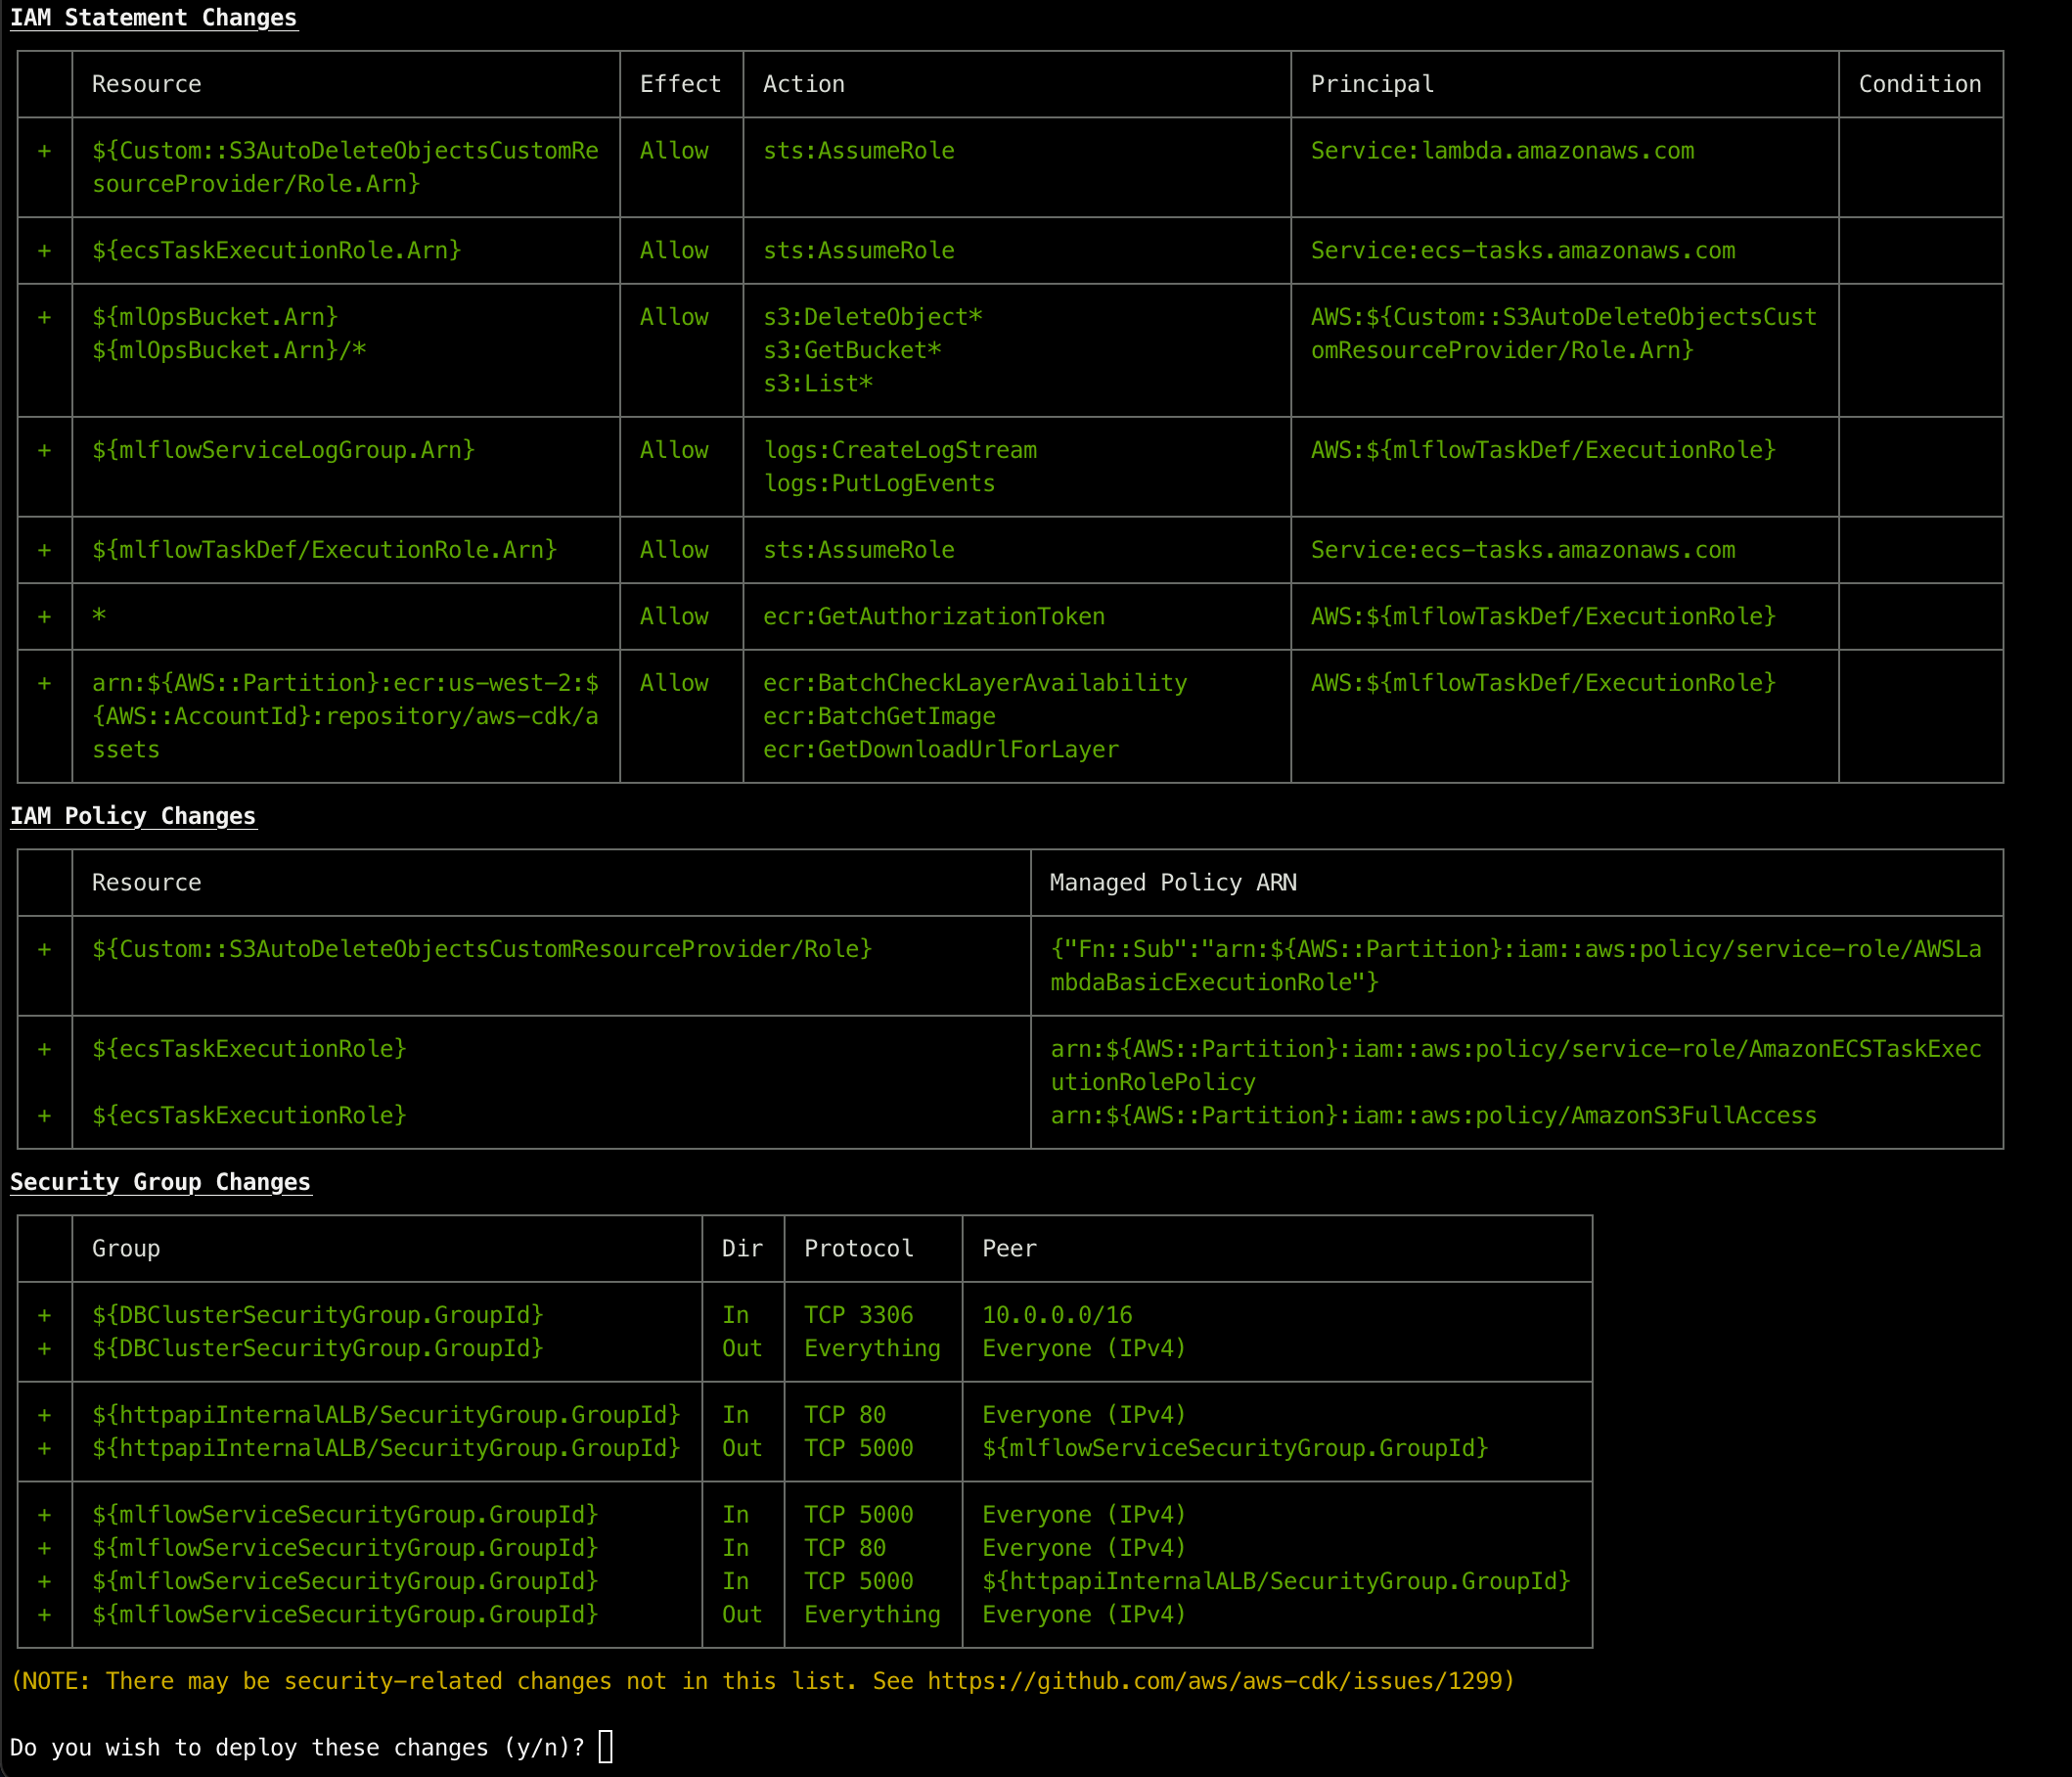 IAM Statement Changes
Resource Effect Action Principal Condition
+ ${Custom::S3AutoDeleteObjectsCustomRe Allow sts:AssumeRole Service:lambda.amazonaws.com
sourceProvider/Role.Arn}
+ ${ecsTaskExecutionRole.Arn} Allow sts:AssumeRole Service:ecs-tasks.amazonaws.com
+ ${mlOpsBucket.Arn} Allow s3:DeleteObject* AWS:${Custom::S3AutoDeleteObjectsCust
${mlOpsBucket.Arn}/* s3:GetBucket* omResourceProvider/Role.Arn}
s3:List*
+ ${mlflowServiceLogGroup.Arn} Allow logs:CreateLogStream AWS:${mlflowTaskDef/ExecutionRole}
logs:PutLogEvents
+ ${mlflowTaskDef/ExecutionRole.Arn} Allow sts:AssumeRole Service:ecs-tasks.amazonaws.com
+ * Allow ecr:GetAuthorizationToken AWS:${mlflowTaskDef/ExecutionRole}
+ arn:${AWS::Partition}:ecr:us-west-2:$ Allow ecr:BatchCheckLayerAvailability AWS:${mlflowTaskDef/ExecutionRole}
{AWS::AccountId}:repository/aws-cdk/a ecr:BatchGetImage
ssets ecr:GetDownloadUrlForLayer
IAM Policy Changes
Resource Managed Policy ARN
+ ${Custom::S3AutoDeleteObjectsCustomResourceProvider/Role} {"Fn::Sub":"arn:${AWS::Partition}:iam::aws:policy/service-role/AWSLa
mbdaBasicExecutionRole"}
+ ${ecsTaskExecutionRole} arn:${AWS::Partition}:iam::aws:policy/service-role/AmazonECSTaskExec
utionRolePolicy
+ ${ecsTaskExecutionRole} arn:${AWS::Partition}:iam::aws:policy/AmazonS3FullAccess
Security Group Changes
Group Dir Protocol Peer
+ ${DBClusterSecurityGroup.GroupId} In TCP 3306 10.0.0.0/16
+ ${DBClusterSecurityGroup.GroupId} Out Everything Everyone (IPv4)
+ ${httpapiInternalALB/SecurityGroup.GroupId} In TCP 80 Everyone (IPv4)
+ ${httpapiInternalALB/SecurityGroup.GroupId} Out TCP 5000 ${mlflowServiceSecurityGroup.GroupId}
+ ${mlflowServiceSecurityGroup.GroupId} In TCP 5000 Everyone (IPv4)
+ ${mlflowServiceSecurityGroup.GroupId} In TCP 80 Everyone (IPv4)
+ ${mlflowServiceSecurityGroup.GroupId} In TCP 5000 ${httpapiInternalALB/SecurityGroup.GroupId}
+ ${mlflowServiceSecurityGroup.GroupId} Out Everything Everyone (IPv4)
(NOTE: There may be security-related changes not in this list. See https://github.com/aws/aws-cdk/issues/1299)
Do you wish to deploy these changes (y/n)?